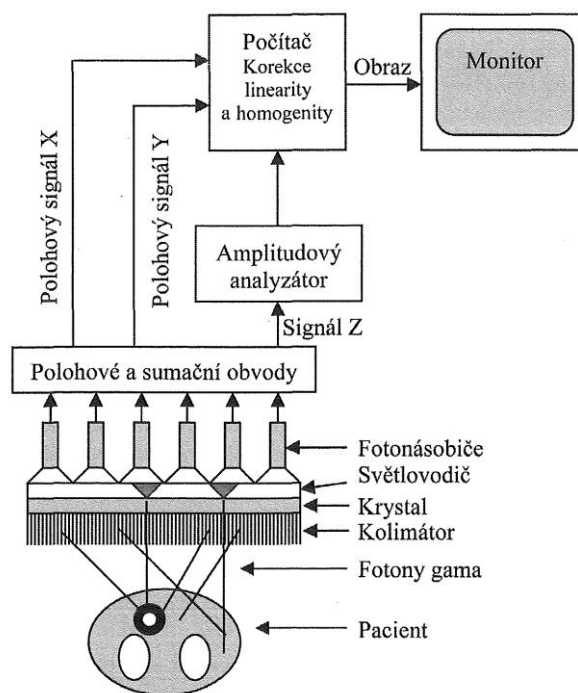 Počítač
Korekce
linearity
a homogenity
Obraz
Monitor
Polohový signál X
Polohový signál Y
Amplitudový
analyzátor
Signál Z
Polohové a sumační obvody
Fotonásobiče
Světlovodič
Krystal
Kolimátor
Fotony gama
Pacient